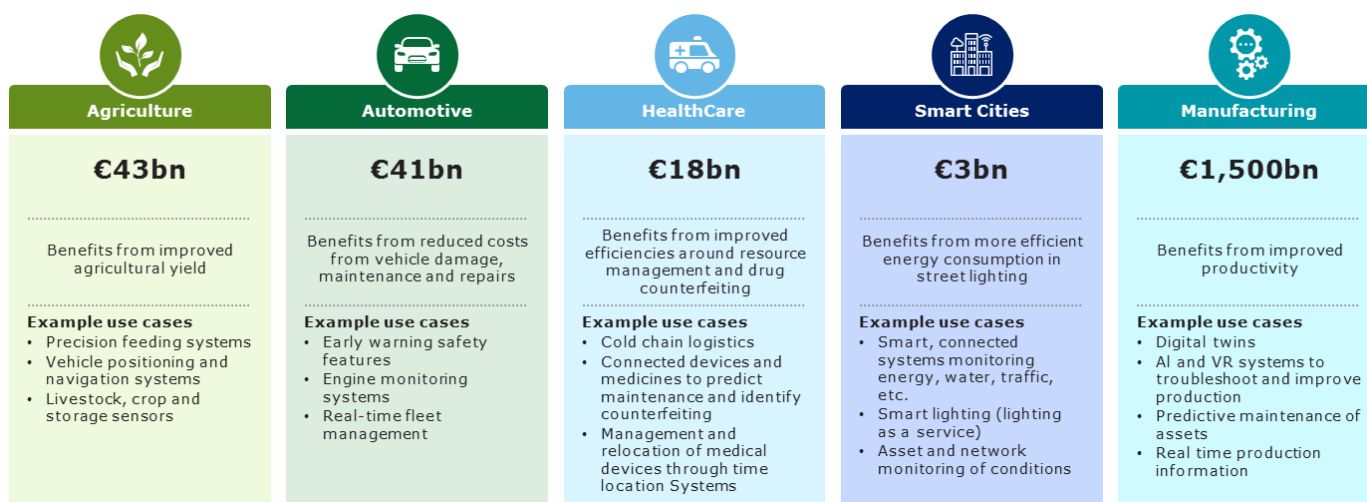 Agriculture
€43bn
Benefits from improved
agricultural yield
Example use cases
• Precision feeding systems
• Vehicle positioning and
navigation systems
• Livestock, crop and
storage sensors
Automotive
€41bn
Benefits from reduced costs
from vehicle damage,
maintenance and repairs
Example use cases
• Early warning safety
features
• Engine monitoring
systems
• Real-time fleet
management
HealthCare
€18bn
Benefits from improved
efficiencies around resource
management and drug
counterfeiting
Example use cases
• Cold chain logistics
• Connected devices and
medicines to predict
maintenance and identify
counterfeiting
• Management and
relocation of medical
devices through time
location Systems
Smart Cities
€3bn
Benefits from more efficient
energy consumption in
street lighting
Example use cases
• Smart, connected
systems monitoring
energy, water, traffic,
etc.
• Smart lighting (lighting
as a service)
• Asset and network
monitoring of conditions
Manufacturing
€1,500bn
Benefits from improved
productivity
Example use cases
• Digital twins
• AI and VR systems to
troubleshoot and improve
production
• Predictive maintenance of
assets
• Real time production
information